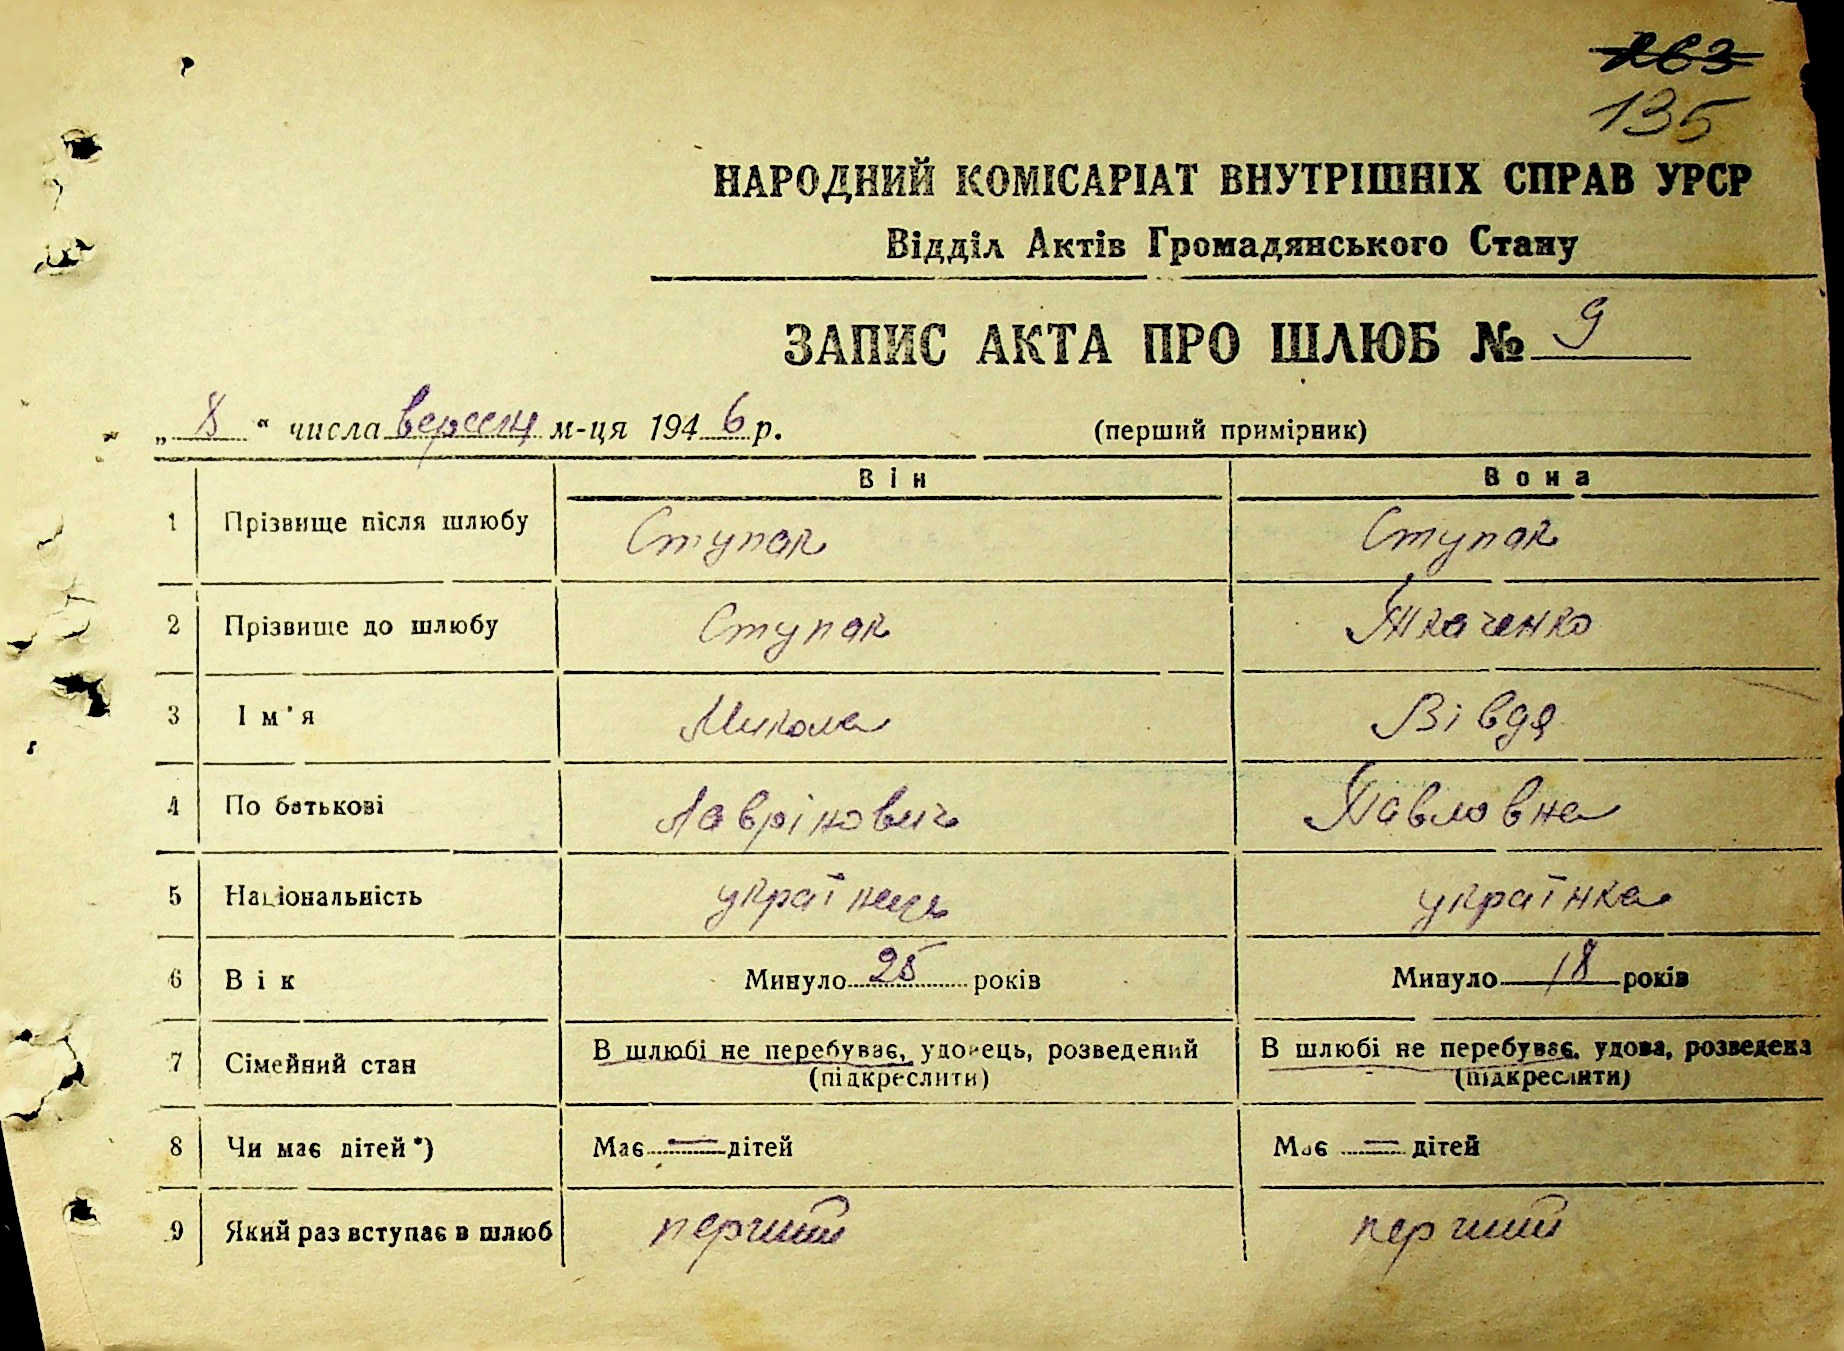 135
НАРОДНИЙ КОМІСАРІАТ ВНУТРІШНІХ СПРАВ УРСР
Відділ Актів Громадянського Стану
ЗАПИС АКТА ПРО ШЛЮБ № 9
„ 8 “ числа вересня м-ця 1946 р. (перший примірник)
Він Вона
1 Прізвище після шлюбу Ступак Ступак
2 Прізвище до шлюбу Ступак Ткаченко
3 Ім'я Микола Вівдя
4 По батькові Лаврінович Павловна
5 Національність українець українка
6 Вік Минуло 25 років Минуло 18 років
7 Сімейний стан В шлюбі не перебуває, удовець, розведений (підкреслити) В шлюбі не перебуває, удова, розведена (підкреслити)
8 Чи має дітей *) Має — дітей Має — дітей
9 Який раз вступає в шлюб перший перший